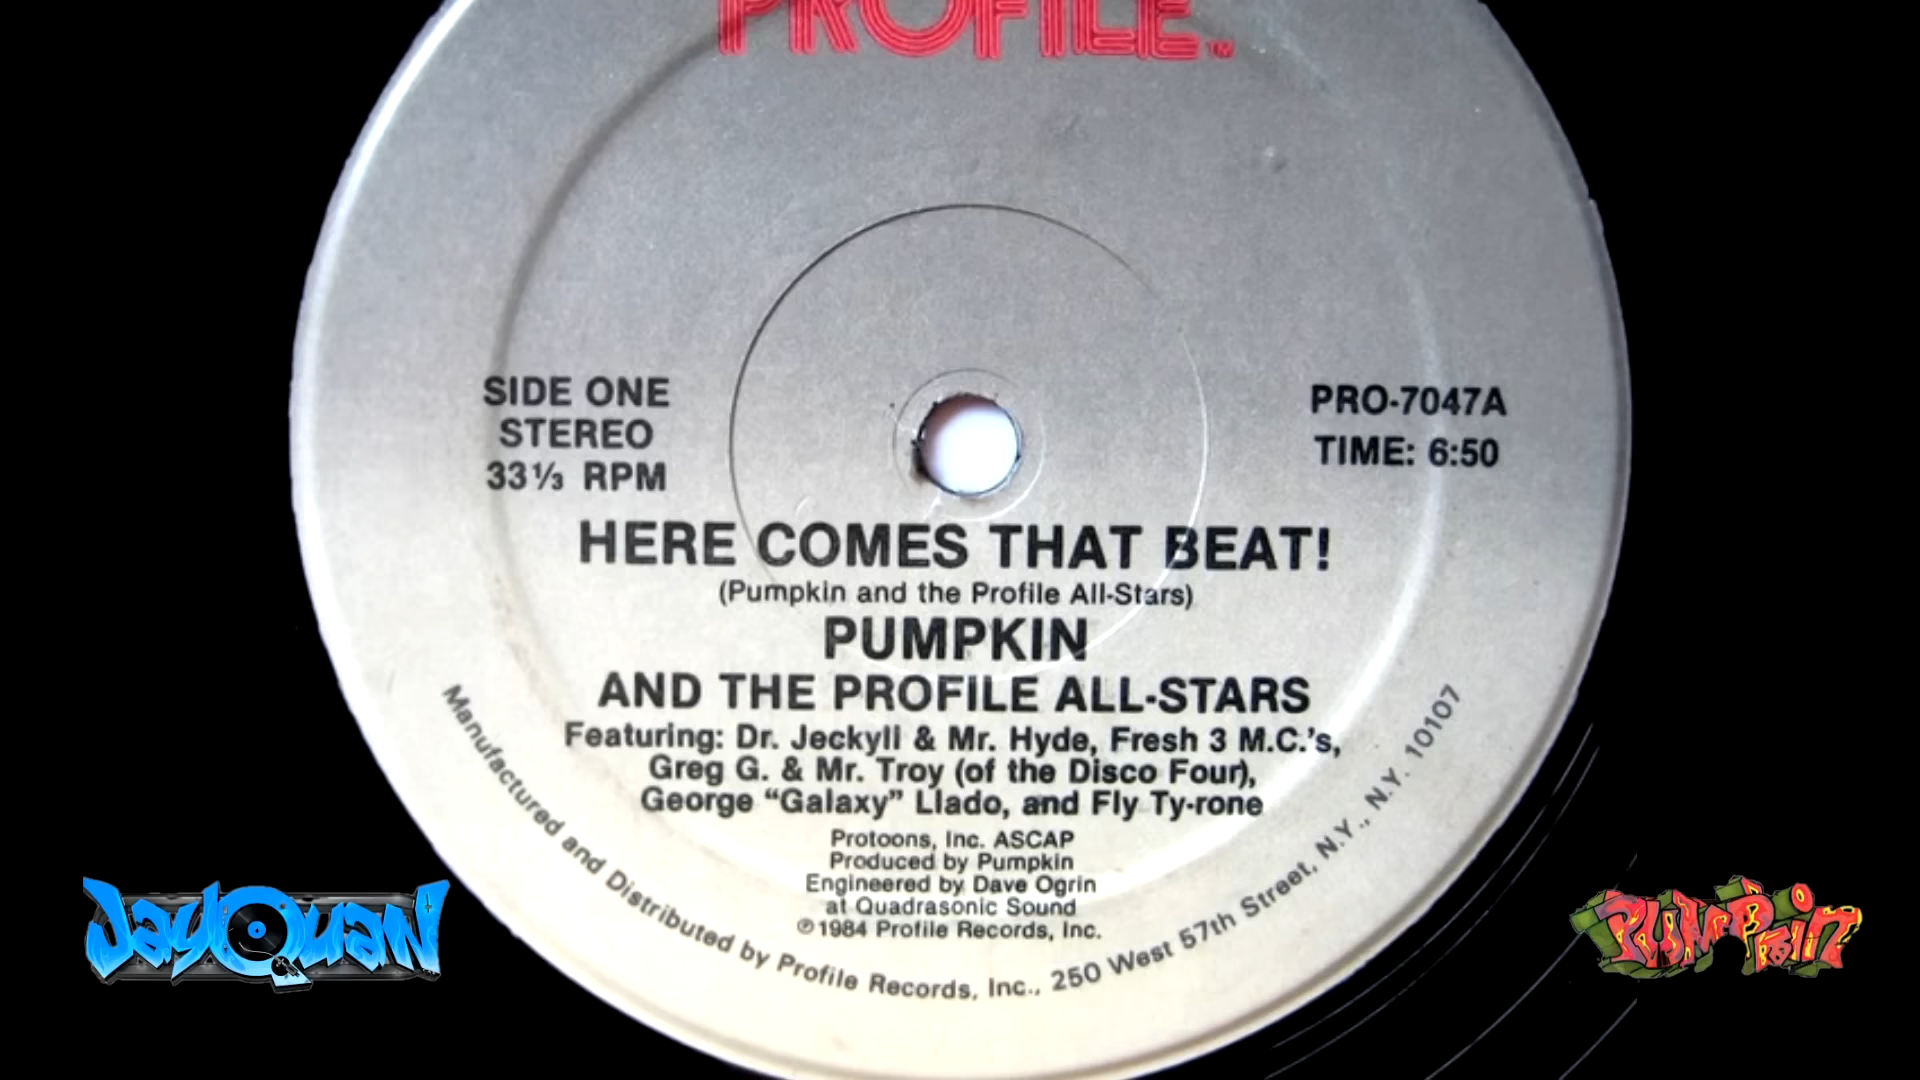 PROFILE™
SIDE ONE
STEREO
33⅓ RPM
PRO-7047A
TIME: 6:50
HERE COMES THAT BEAT!
(Pumpkin and the Profile All-Stars)
PUMPKIN
AND THE PROFILE ALL-STARS
Featuring: Dr. Jeckyll & Mr. Hyde, Fresh 3 M.C.'s,
Greg G. & Mr. Troy (of the Disco Four),
George “Galaxy” Llado, and Fly Ty-rone
Protoons, Inc. ASCAP
Produced by Pumpkin
Engineered by Dave Ogrin
at Quadrasonic Sound
℗1984 Profile Records, Inc.
Manufactured and Distributed by Profile Records, Inc., 250 West 57th Street, N.Y., N.Y. 10107
JayQuan
PUMPKIN